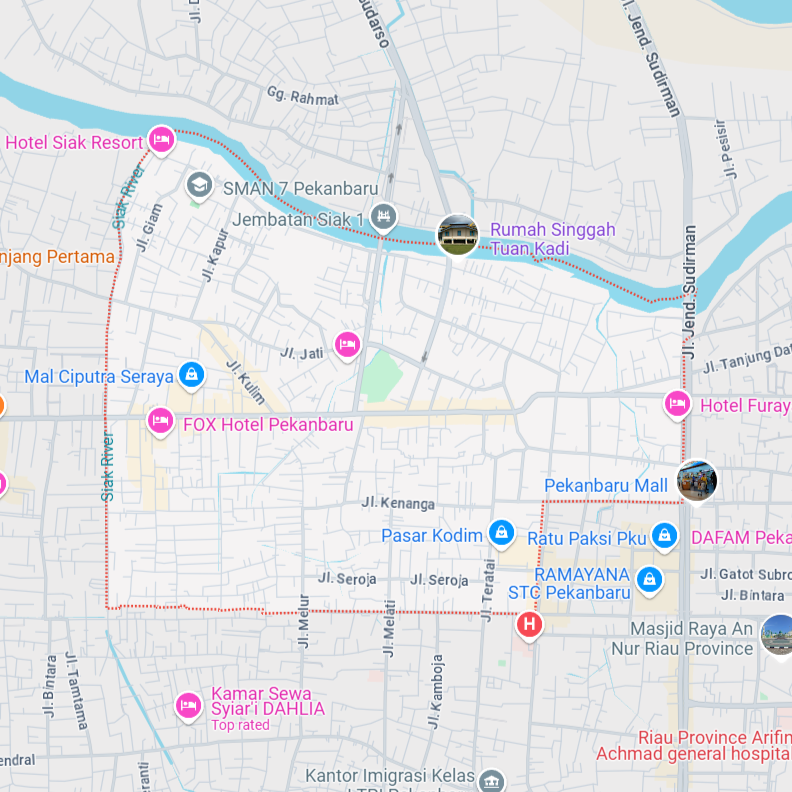 Jl. D
oudarso
Jl. Jend. Sudirman
Gg. Rahmat
Jl. Pesisir
Hotel Siak Resort
Siak River
SMAN 7 Pekanbaru
Jembatan Siak 1
Rumah Singgah
Tuan Kadi
Jl. Giam
Jl. Kapur
njang Pertama
Jl. Jend. Sudirman
Jl. Jati
Jl. Tanjung Dat
Mal Ciputra Seraya
Jl. Kulim
Hotel Furay
FOX Hotel Pekanbaru
Siak River
Pekanbaru Mall
Jl. Kenanga
Pasar Kodim
Ratu Paksi Pku
DAFAM Peka
Jl. Seroja
Jl. Seroja
Jl. Teratai
RAMAYANA
STC Pekanbaru
Jl. Gatot Subro
Jl. Bintara
Jl. Melur
Jl. Melati
H
Masjid Raya An
Nur Riau Province
Jl. Bintara
Jl. Tamtama
Jl. Kamboja
Kamar Sewa
Syiar'i DAHLIA
Top rated
Riau Province Arifin
Achmad general hospital
endral
eranti
Kantor Imigrasi Kelas